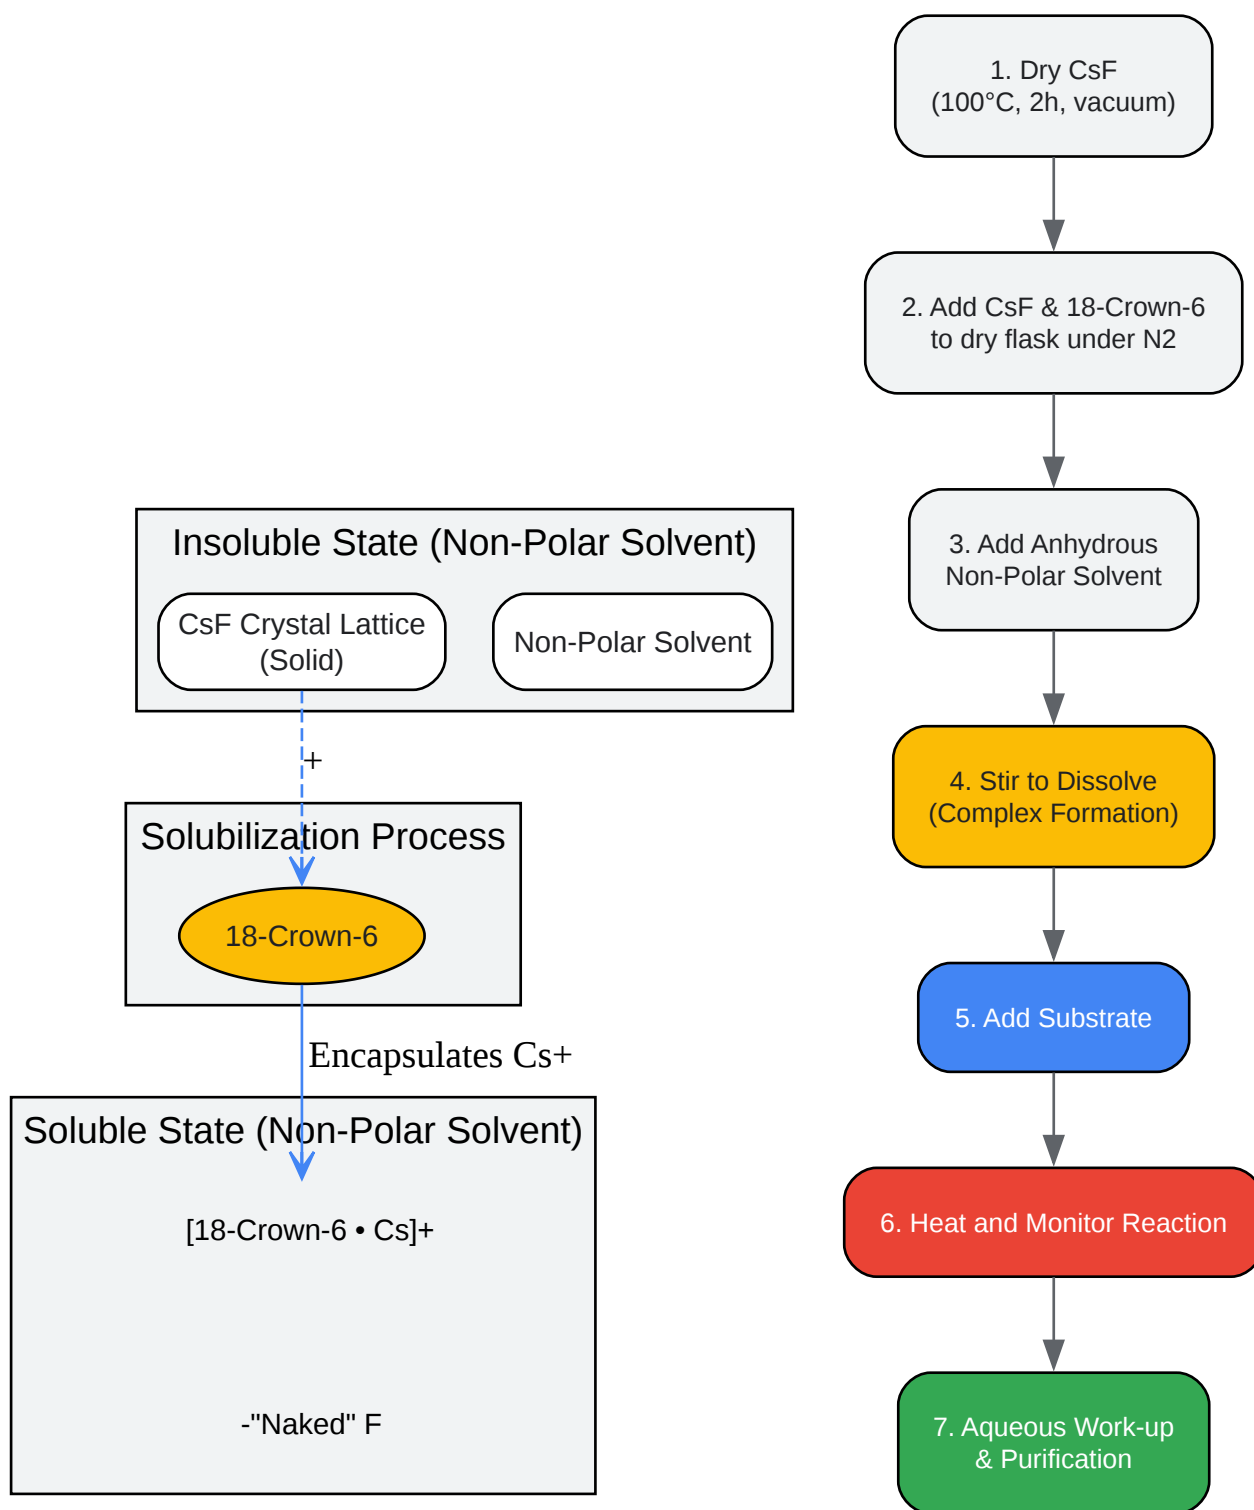 Insoluble State (Non-Polar Solvent)
CsF Crystal Lattice
(Solid)
Non-Polar Solvent
+
Solubilization Process
18-Crown-6
Encapsulates Cs+
Soluble State (Non-Polar Solvent)
[18-Crown-6 • Cs]+
-"Naked" F
1. Dry CsF
(100°C, 2h, vacuum)
2. Add CsF & 18-Crown-6
to dry flask under N2
3. Add Anhydrous
Non-Polar Solvent
4. Stir to Dissolve
(Complex Formation)
5. Add Substrate
6. Heat and Monitor Reaction
7. Aqueous Work-up
& Purification